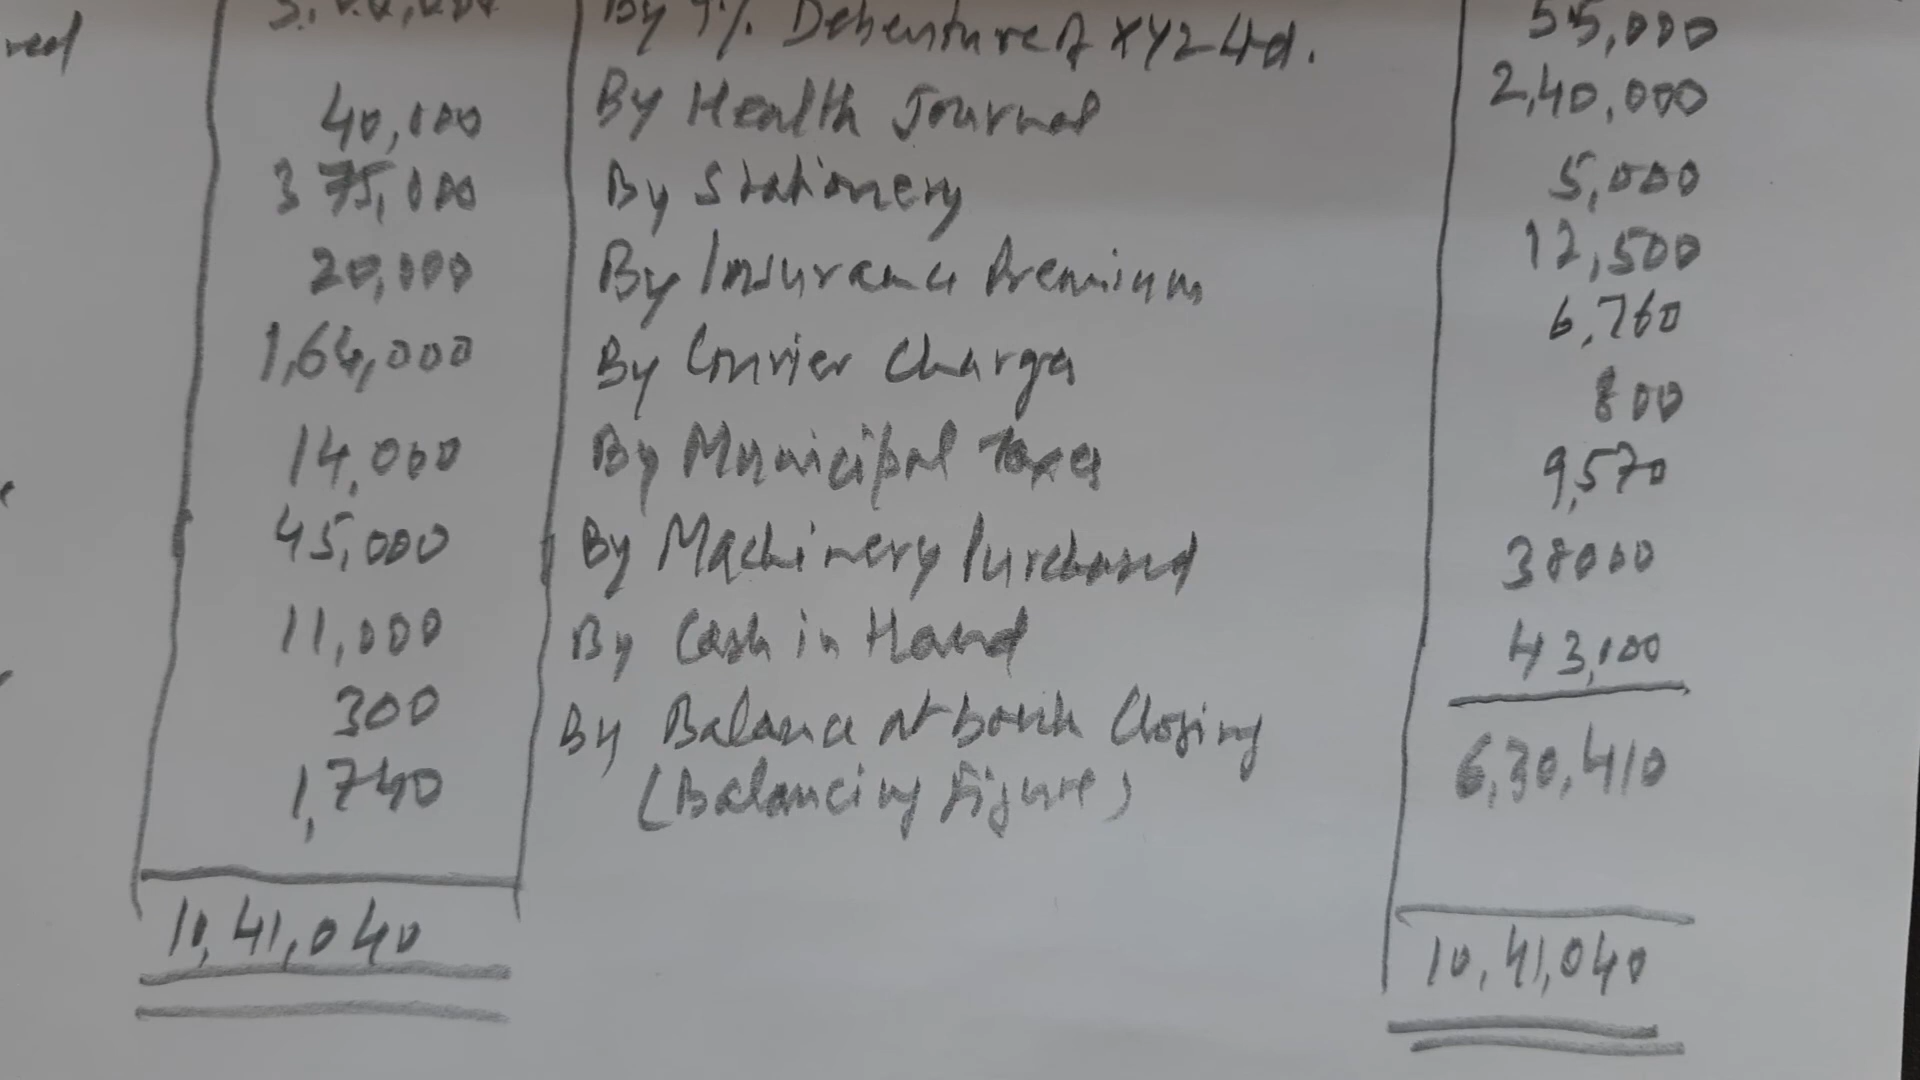 By 9% Debenture of XYZ Ltd. 55,000
40,000 By Health Journal 2,40,000
375,000 By Stationery 5,000
20,000 By Insurance Premium 12,500
1,64,000 By Courier Charges 6,760
14,000 By Municipal Taxes 800
45,000 By Machinery Purchased 9,570
11,000 By Cash in Hand 38000
300 By Balance at bank Closing 43,000
1,740 (Balancing figure) 6,30,410
10,41,040 10,41,040